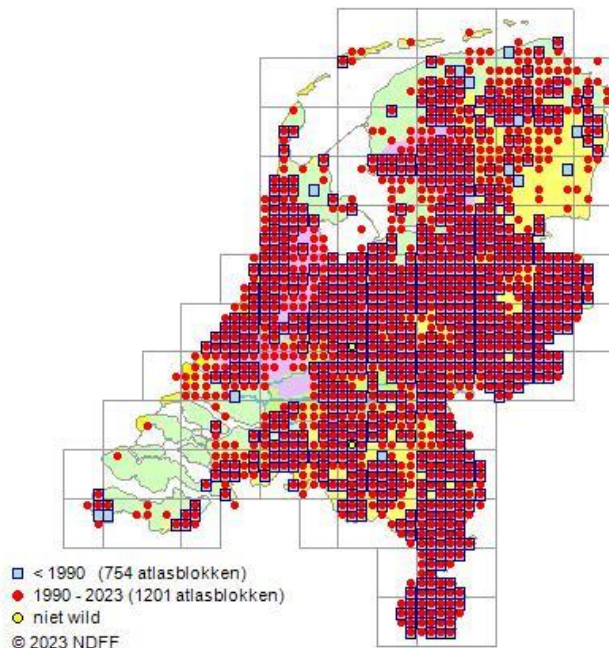 < 1990 (754 atlasblokken)
1990 - 2023 (1201 atlasblokken)
niet wild
© 2023 NDFF